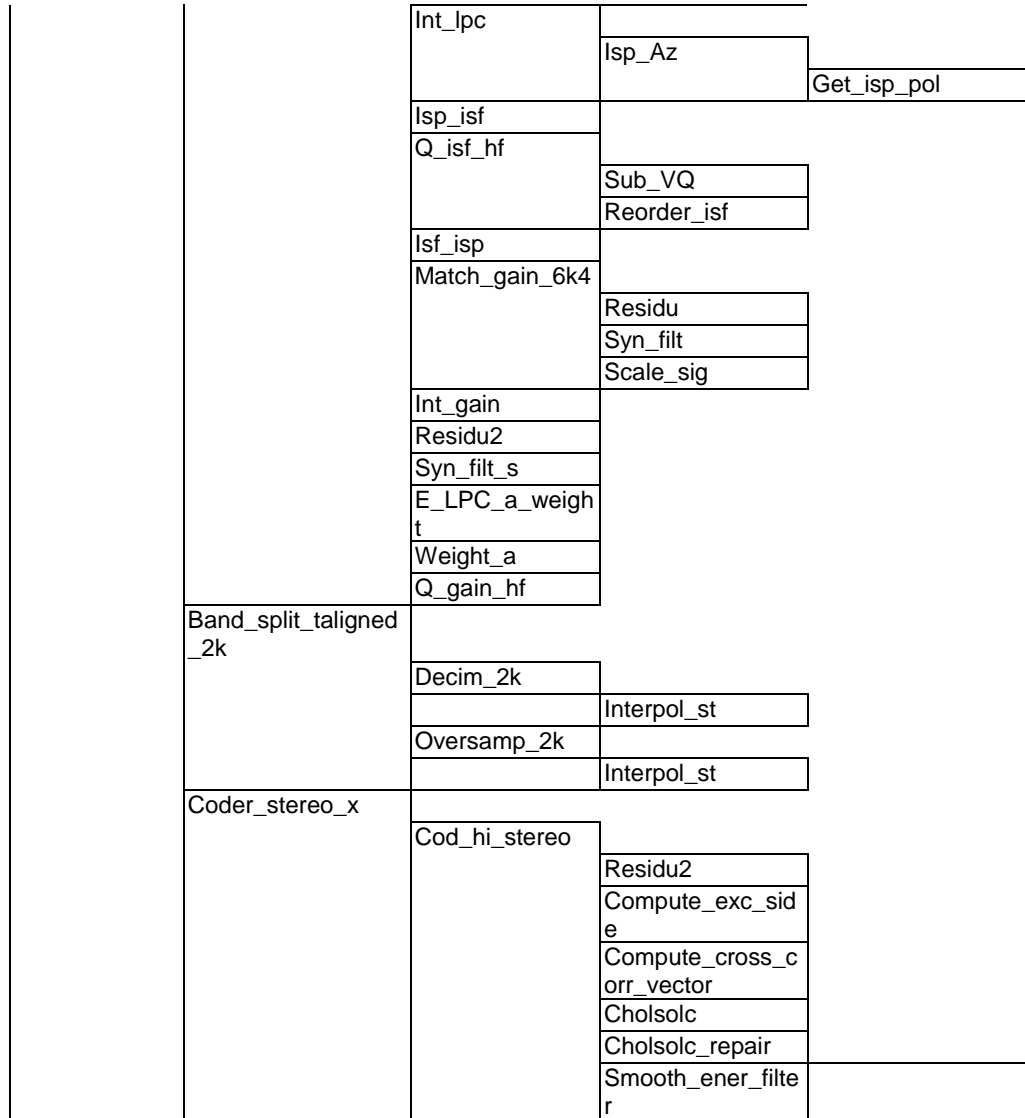 Int_lpc
Isp_Az
Get_isp_pol
Isp_isf
Q_isf_hf
Sub_VQ
Reorder_isf
Isf_isp
Match_gain_6k4
Residu
Syn_filt
Scale_sig
Int_gain
Residu2
Syn_filt_s
E_LPC_a_weigh
t
Weight_a
Q_gain_hf
Band_split_taligned
_2k
Decim_2k
Interpol_st
Oversamp_2k
Interpol_st
Coder_stereo_x
Cod_hi_stereo
Residu2
Compute_exc_sid
e
Compute_cross_c
orr_vector
Cholsolc
Cholsolc_repair
Smooth_ener_filte
r